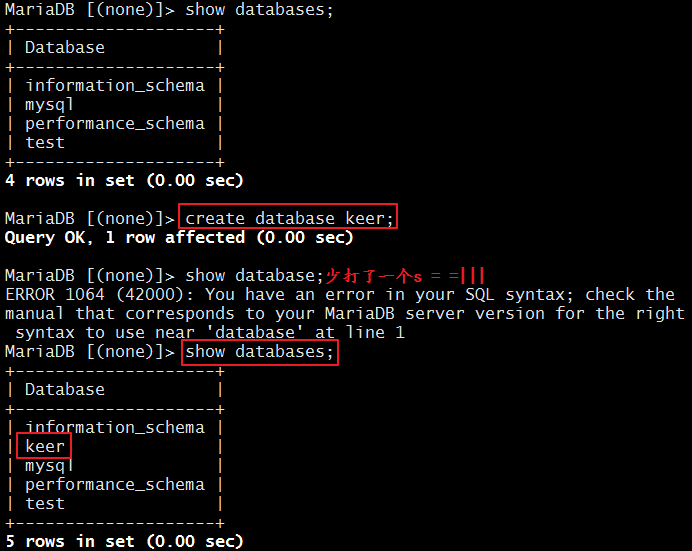 MariaDB [(none)]> show databases;
+--------------------+
| Database           |
+--------------------+
| information_schema |
| mysql              |
| performance_schema |
| test               |
+--------------------+
4 rows in set (0.00 sec)
MariaDB [(none)]> create database keer;
Query OK, 1 row affected (0.00 sec)
MariaDB [(none)]> show database;少打了一个s = =|||
ERROR 1064 (42000): You have an error in your SQL syntax; check the
manual that corresponds to your MariaDB server version for the right
 syntax to use near 'database' at line 1
MariaDB [(none)]> show databases;
+--------------------+
| Database           |
+--------------------+
| information_schema |
| keer               |
| mysql              |
| performance_schema |
| test               |
+--------------------+
5 rows in set (0.00 sec)